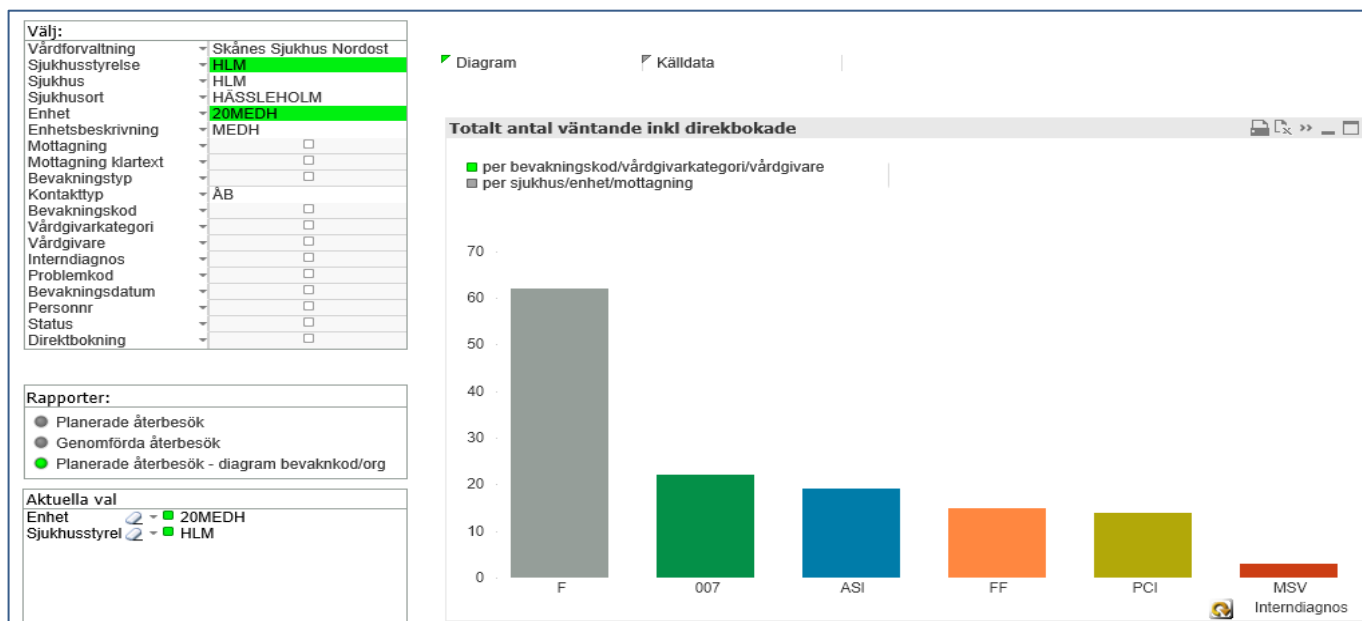 Välj:
Vårdforvaltning Skånes Sjukhus Nordost
Sjukhusstyrelse HLM
Sjukhus HLM
Sjukhusort HÄSSLEHOLM
Enhet 20MEDH
Enhetsbeskrivning MEDH
Mottagning
Mottagning klartext
Bevakningstyp
Kontakttyp ÅB
Bevakningskod
Vårdgivarkategori
Vårdgivare
Interndiagnos
Problemkod
Bevakningsdatum
Personnr
Status
Direktbokning
Rapporter:
Planerade återbesök
Genomförda återbesök
Planerade återbesök - diagram bevaknkod/org
Aktuella val
Enhet 20MEDH
Sjukhusstyrel HLM
Diagram Källdata
Totalt antal väntande inkl direkbokade
per bevakningskod/vårdgivarkategori/vårdgivare
per sjukhus/enhet/mottagning
70
60
50
40
30
20
10
0
F 007 ASI FF PCI MSV
Interndiagnos